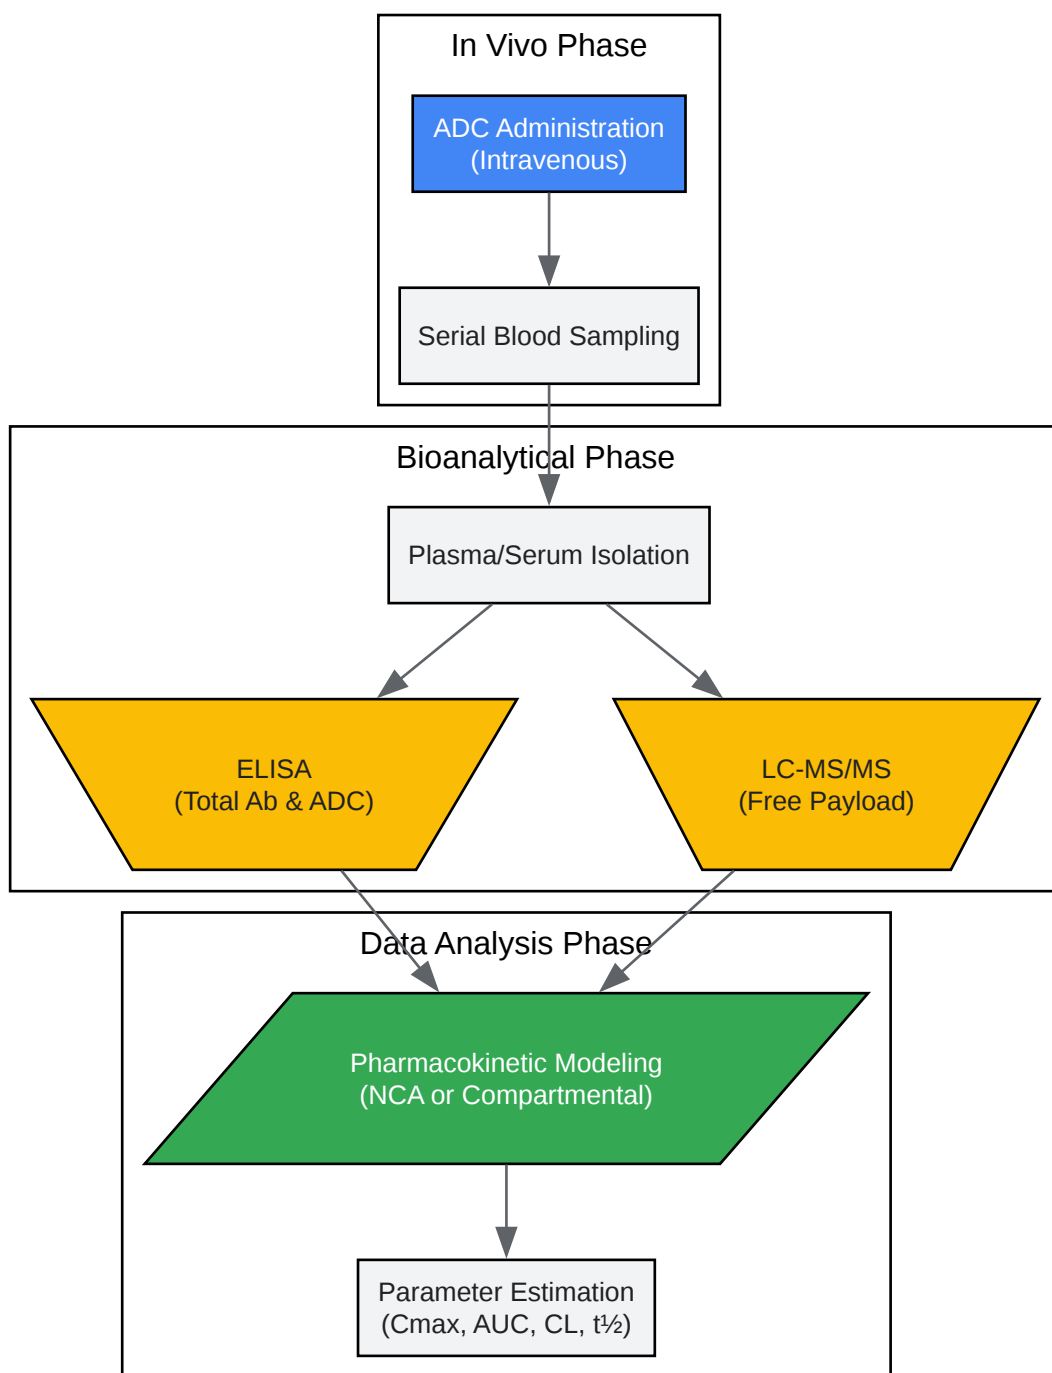 In Vivo Phase
ADC Administration
(Intravenous)
Serial Blood Sampling
Bioanalytical Phase
Plasma/Serum Isolation
ELISA
(Total Ab & ADC)
LC-MS/MS
(Free Payload)
Data Analysis Phase
Pharmacokinetic Modeling
(NCA or Compartmental)
Parameter Estimation
(Cmax, AUC, CL, t½)